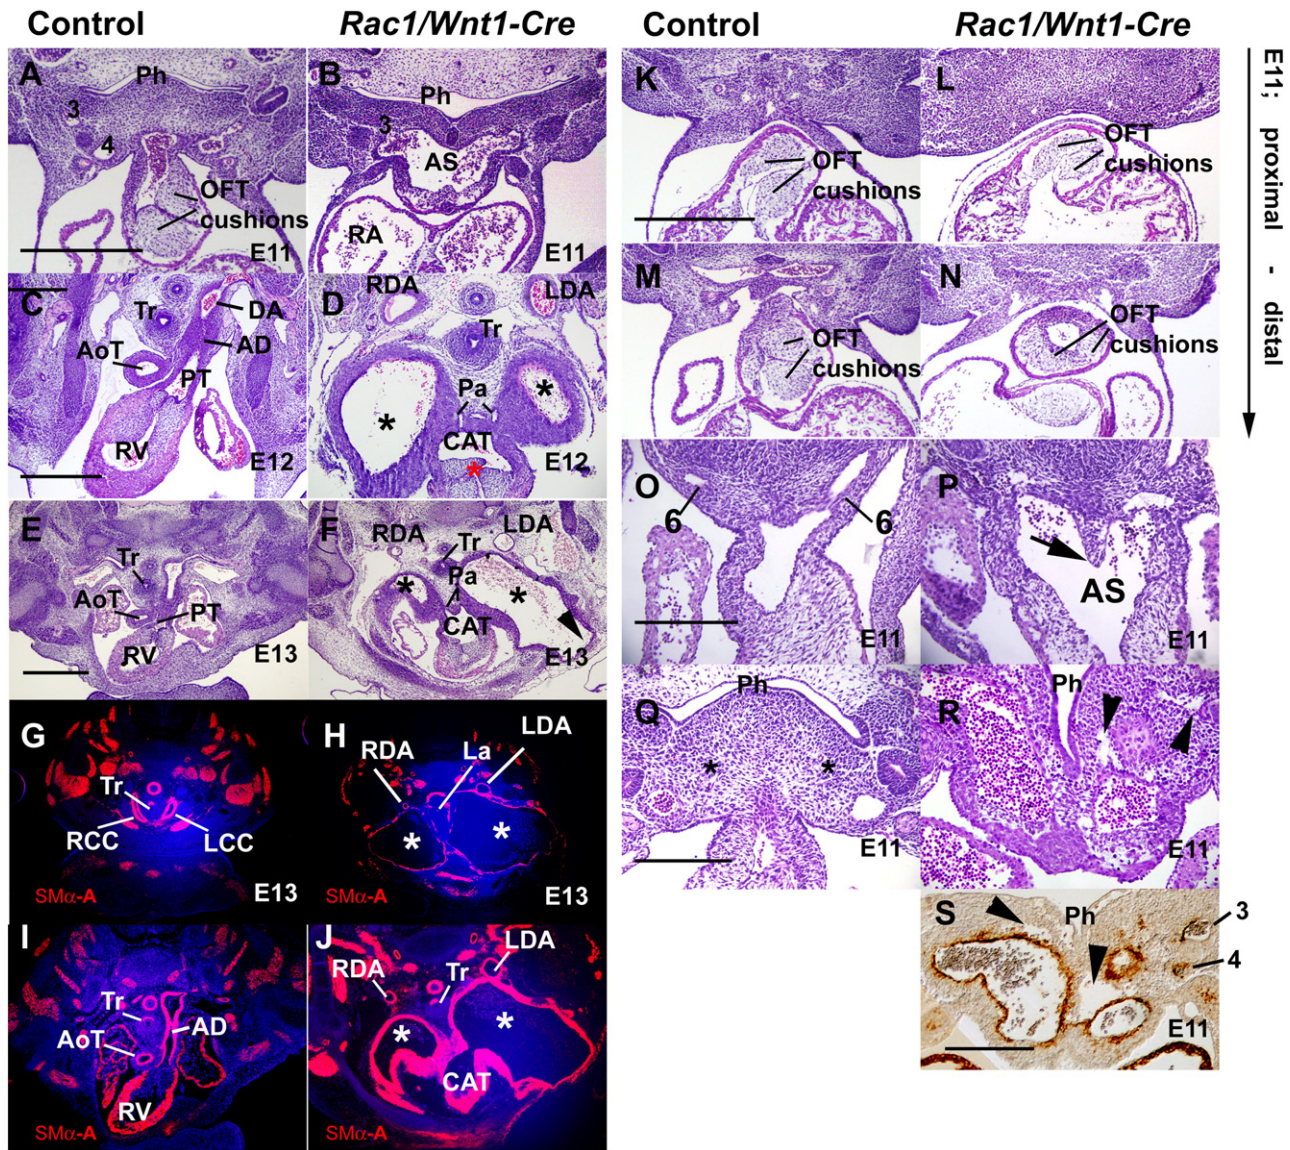 Control
Rac1/Wnt1-Cre
Control
Rac1/Wnt1-Cre
A
Ph
3
4
OFT
cushions
E11
B
Ph
3
AS
RA
E11
C
Tr
DA
AD
AoT
PT
RV
E12
D
RDA
LDA
Tr
*
*
Pa
CAT
*
E12
E
Tr
AoT
PT
RV
E13
F
RDA
LDA
Tr
Pa
*
*
CAT
E13
G
Tr
RCC
LCC
SMα-A
E13
H
RDA
La
LDA
*
*
E13
I
Tr
AD
AoT
RV
SMα-A
J
LDA
RDA
Tr
*
*
CAT
SMα-A
K
OFT
cushions
L
OFT
cushions
M
OFT
cushions
N
OFT
cushions
E11; proximal - distal
O
6
6
E11
P
AS
E11
Q
Ph
*
*
E11
R
Ph
E11
S
Ph
3
4
E11